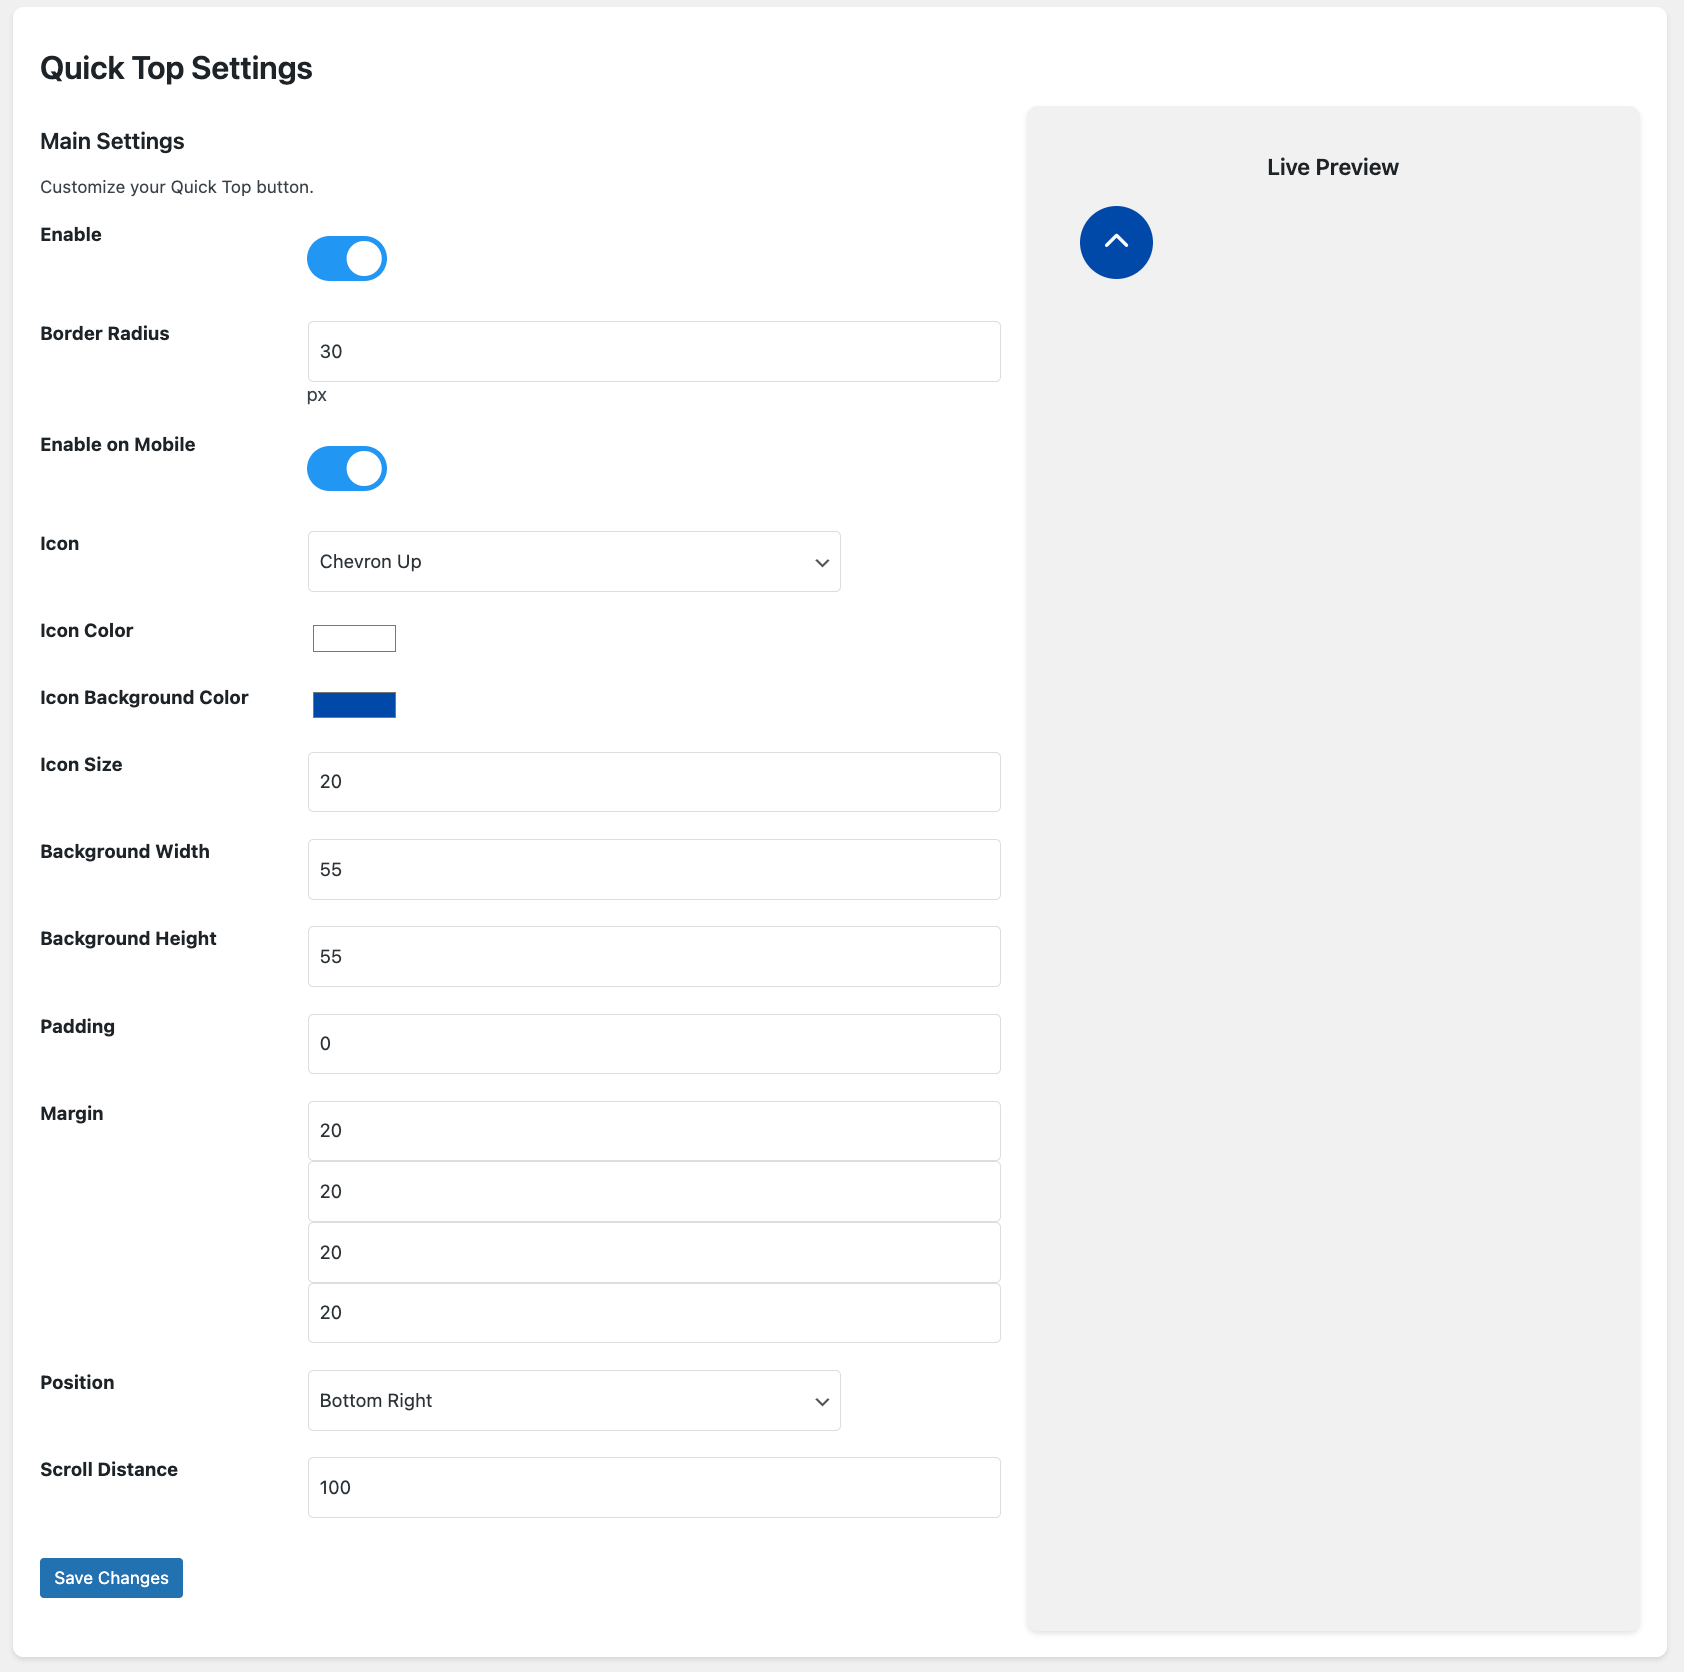 Quick Top Settings
Main Settings
Customize your Quick Top button.
Enable
Border Radius
30
px
Enable on Mobile
Icon
Chevron Up
Icon Color
Icon Background Color
Icon Size
20
Background Width
55
Background Height
55
Padding
0
Margin
20
20
20
20
Position
Bottom Right
Scroll Distance
100
Save Changes
Live Preview